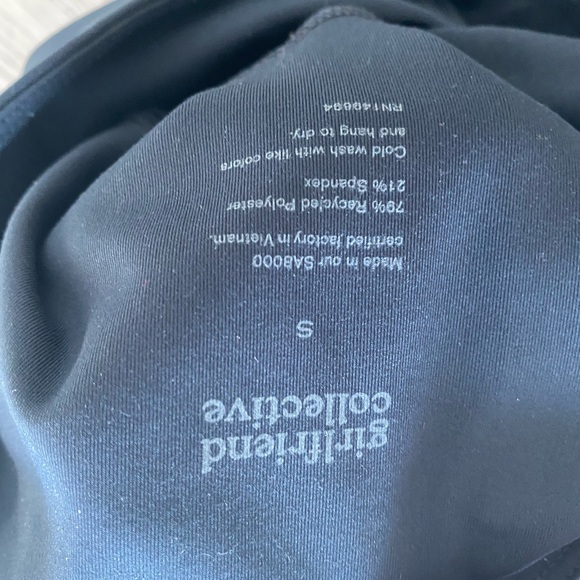 girlfriend
collective
S
Made in our SA8000
certified factory in Vietnam.
79% Recycled Polyester
21% Spandex
Cold wash with like colors
and hang to dry.
RN149694